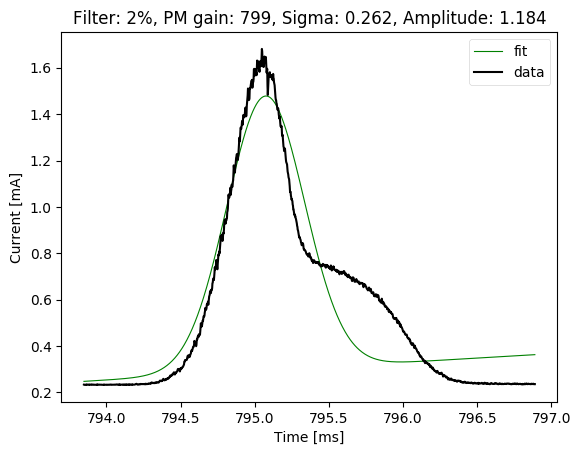 Filter: 2%, PM gain: 799, Sigma: 0.262, Amplitude: 1.184
fit
data
1.6
1.4
1.2
1.0
0.8
0.6
0.4
0.2
Current [mA]
794.0 794.5 795.0 795.5 796.0 796.5 797.0
Time [ms]